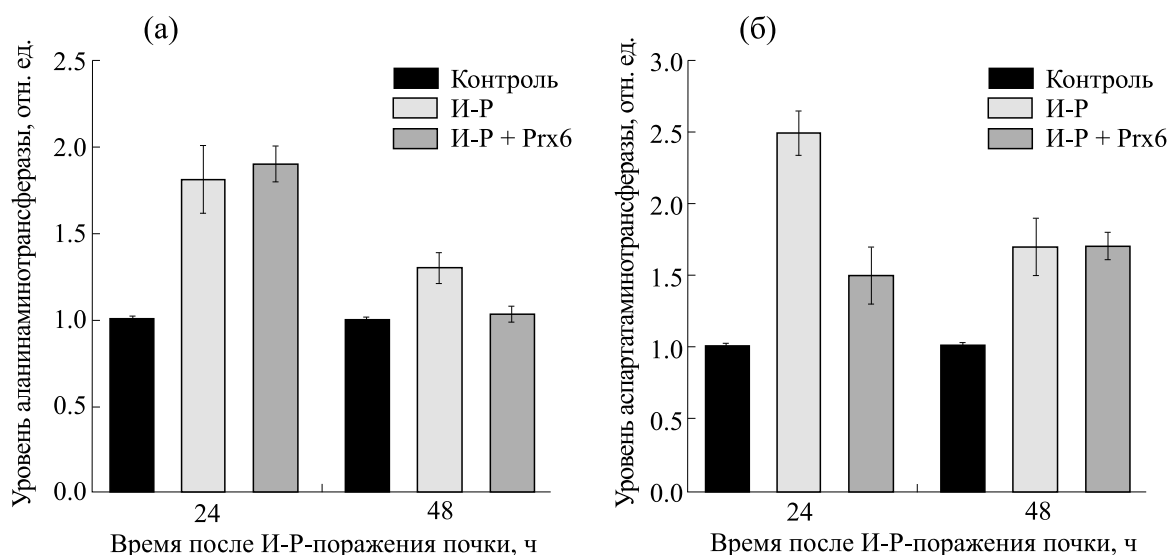 (а)
Уровень аланинаминотрансферазы, отн. ед.
2.5
2.0
1.5
1.0
0.5
0.0
Контроль
И-Р
И-Р + Prx6
24
48
Время после И-Р-поражения почки, ч
(б)
Уровень аспартатаминотрансферазы, отн. ед.
3.0
2.5
2.0
1.5
1.0
0.5
0.0
Контроль
И-Р
И-Р + Prx6
24
48
Время после И-Р-поражения почки, ч